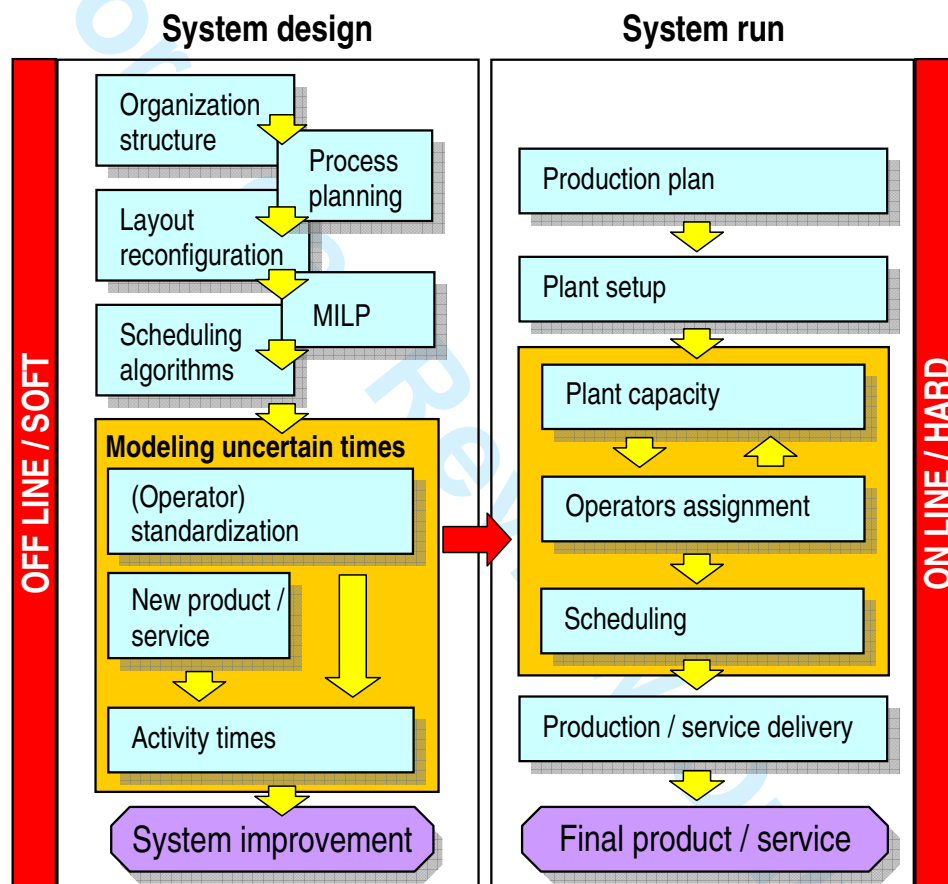 System design
System run
OFF LINE / SOFT
Organization
structure
Process
planning
Layout
reconfiguration
MILP
Scheduling
algorithms
Modeling uncertain times
(Operator)
standardization
New product /
service
Activity times
System improvement
Production plan
Plant setup
Plant capacity
Operators assignment
Scheduling
Production / service delivery
Final product / service
ON LINE / HARD